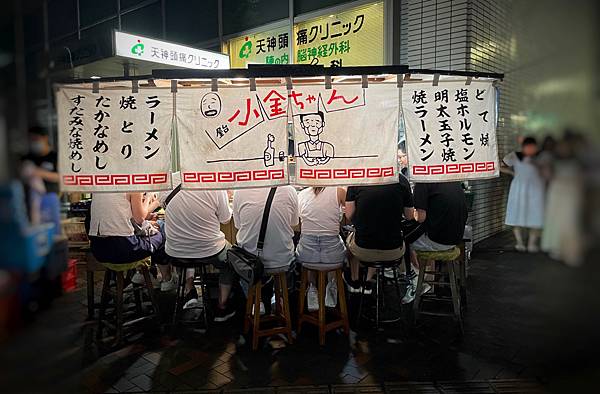 天神頭痛クリニック
天神頭痛クリニック
脳神経外科
小金ちゃん
どて焼
塩ホルモン
明太玉子焼
焼ラーメン
ラーメン
焼とり
たかなめし
すたみな焼めし